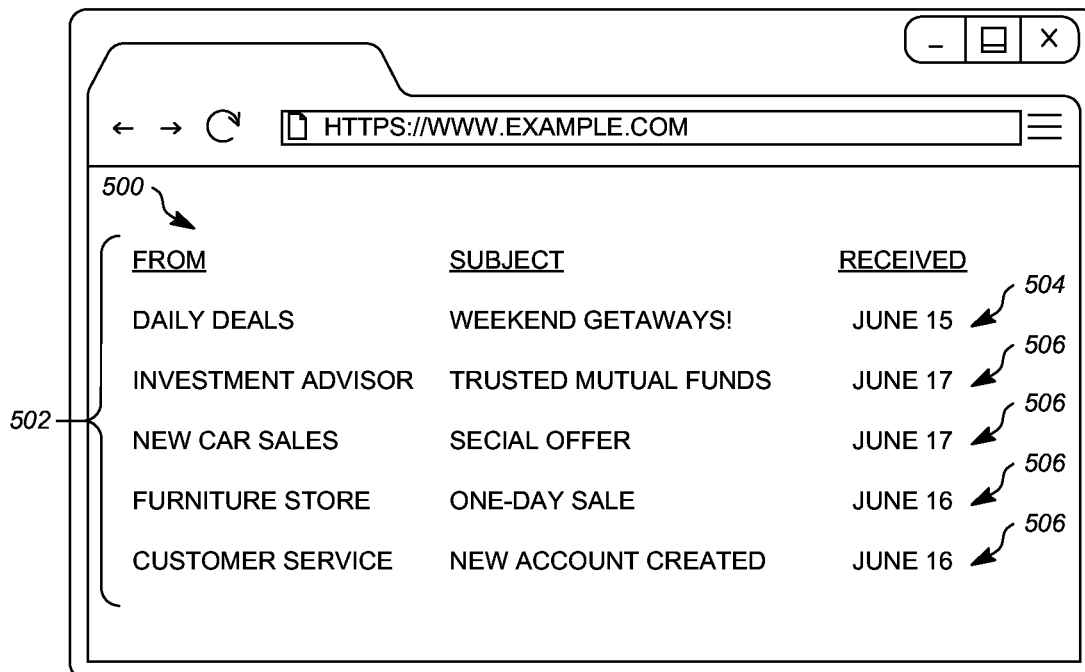 HTTPS://WWW.EXAMPLE.COM
500
FROM SUBJECT RECEIVED
504
DAILY DEALS WEEKEND GETAWAYS! JUNE 15
506
INVESTMENT ADVISOR TRUSTED MUTUAL FUNDS JUNE 17
506
502
NEW CAR SALES SECIAL OFFER JUNE 17
506
FURNITURE STORE ONE-DAY SALE JUNE 16
506
CUSTOMER SERVICE NEW ACCOUNT CREATED JUNE 16